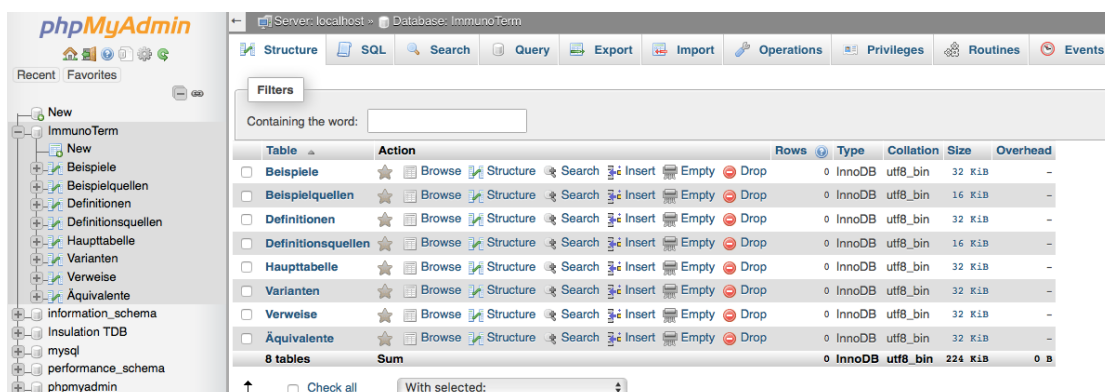 phpMyAdmin
Recent Favorites
New
ImmunoTerm
New
Beispiele
Beispielquellen
Definitionen
Definitionsquellen
Haupttabelle
Varianten
Verweise
Äquivalente
information_schema
Insulation TDB
mysql
performance_schema
phpmyadmin
← Server: localhost » Database: ImmunoTerm
Structure SQL Search Query Export Import Operations Privileges Routines Events
Filters
Containing the word:
Table Action Rows Type Collation Size Overhead
Beispiele Browse Structure Search Insert Empty Drop 0 InnoDB utf8_bin 32 KiB –
Beispielquellen Browse Structure Search Insert Empty Drop 0 InnoDB utf8_bin 16 KiB –
Definitionen Browse Structure Search Insert Empty Drop 0 InnoDB utf8_bin 32 KiB –
Definitionsquellen Browse Structure Search Insert Empty Drop 0 InnoDB utf8_bin 16 KiB –
Haupttabelle Browse Structure Search Insert Empty Drop 0 InnoDB utf8_bin 32 KiB –
Varianten Browse Structure Search Insert Empty Drop 0 InnoDB utf8_bin 32 KiB –
Verweise Browse Structure Search Insert Empty Drop 0 InnoDB utf8_bin 32 KiB –
Äquivalente Browse Structure Search Insert Empty Drop 0 InnoDB utf8_bin 32 KiB –
8 tables Sum 0 InnoDB utf8_bin 224 KiB 0 B
Check all With selected: